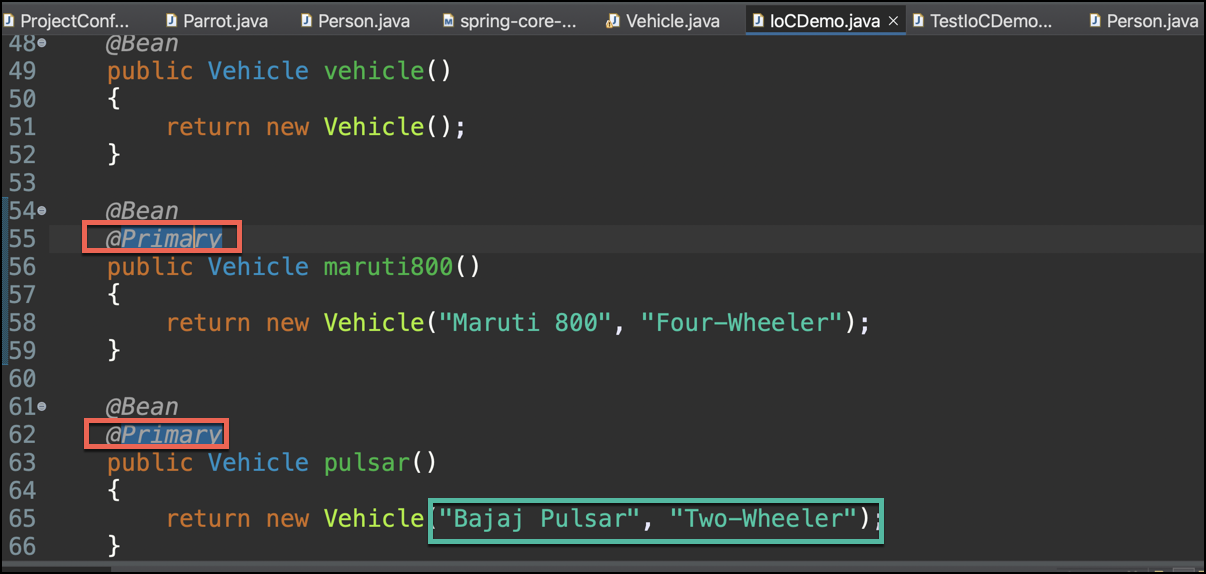 ProjectConf... Parrot.java Person.java spring-core-... Vehicle.java IoCDemo.java × TestIoCDemo... Person.java
48 @Bean
49 public Vehicle vehicle()
50 {
51 return new Vehicle();
52 }
53
54 @Bean
55 @Primary
56 public Vehicle maruti800()
57 {
58 return new Vehicle("Maruti 800", "Four-Wheeler");
59 }
60
61 @Bean
62 @Primary
63 public Vehicle pulsar()
64 {
65 return new Vehicle("Bajaj Pulsar", "Two-Wheeler");
66 }